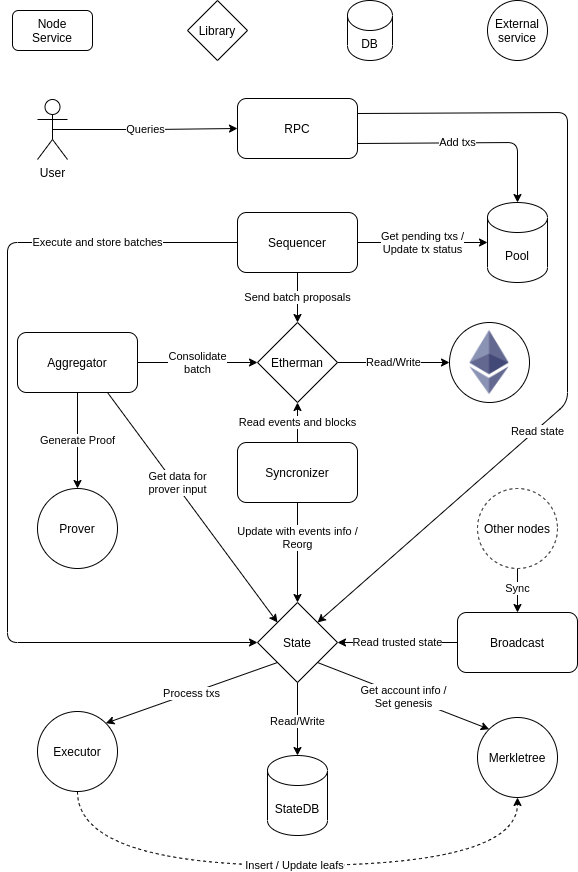 Node
Service
Library
DB
External
service
User
Queries
RPC
Add txs
Execute and store batches
Sequencer
Get pending txs /
Update tx status
Pool
Send batch proposals
Aggregator
Consolidate
batch
Etherman
Read/Write
Generate Proof
Read events and blocks
Read state
Get data for
prover input
Syncronizer
Prover
Update with events info /
Reorg
Other nodes
Sync
State
Read trusted state
Broadcast
Process txs
Get account info /
Set genesis
Read/Write
Executor
StateDB
Merkletree
Insert / Update leafs